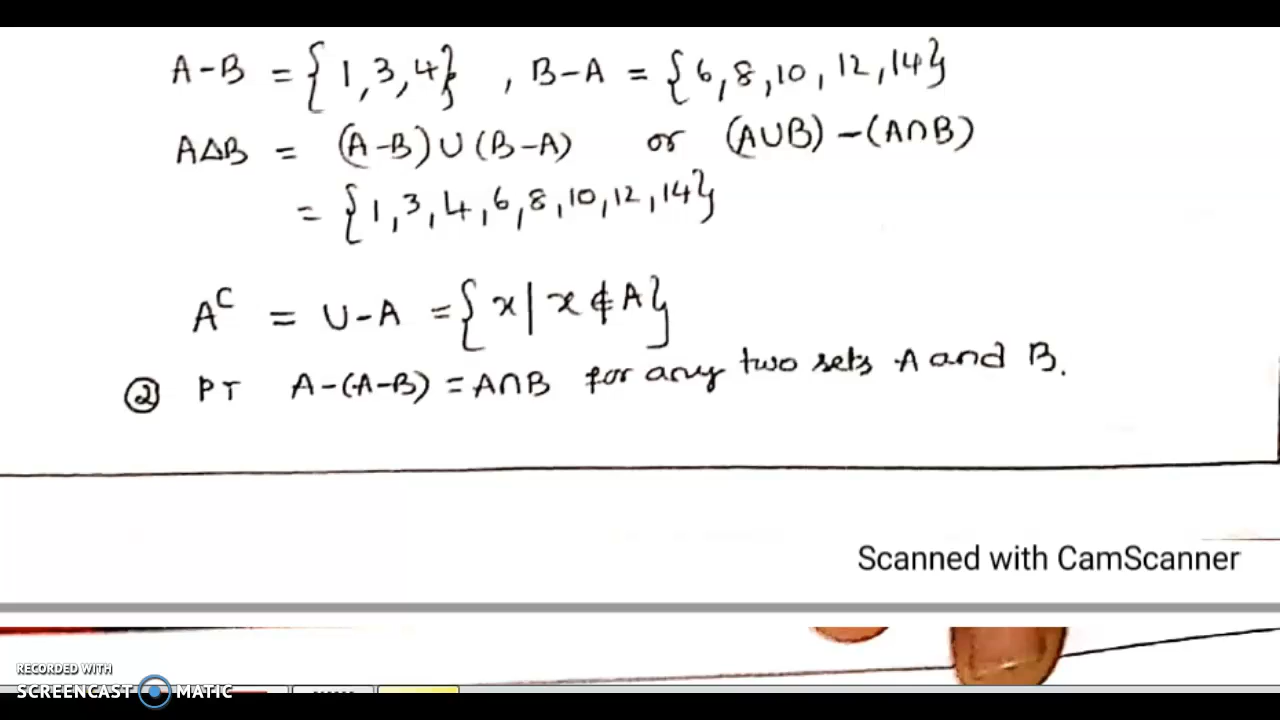 A-B = {1,3,4} , B-A = {6,8,10,12,14}
A∆B = (A-B)∪(B-A) or (A∪B)-(A∩B)
= {1,3,4,6,8,10,12,14}
Aᶜ = U-A = {x|x∉A}
② PT A-(A-B) = A∩B for any two sets A and B.
Scanned with CamScanner
RECORDED WITH
SCREENCAST MATIC